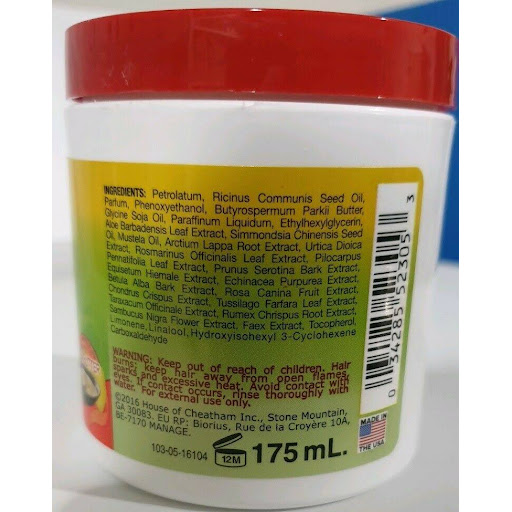 INGREDIENTS: Petrolatum, Ricinus Communis Seed Oil,
Parfum, Phenoxyethanol, Butyrospermum Parkii Butter,
Glycine Soja Oil, Paraffinum Liquidum, Ethylhexylglycerin,
Aloe Barbadensis Leaf Extract, Simmondsia Chinensis Seed
Oil, Mustela Oil, Arctium Lappa Root Extract, Urtica Dioica
Extract, Rosmarinus Officinalis Leaf Extract, Pilocarpus
Pennatifolia Leaf Extract, Prunus Serotina Bark Extract,
Equisetum Hiemale Extract, Echinacea Purpurea Extract,
Betula Alba Bark Extract, Rosa Canina Fruit Extract,
Chondrus Crispus Extract, Tussilago Farfara Leaf Extract,
Taraxacum Officinale Extract, Rumex Chrispus Root Extract,
Sambucus Nigra Flower Extract, Faex Extract, Tocopherol,
Limonene, Linalool, Hydroxyisohexyl 3-Cyclohexene
Carboxaldehyde
WARNING: Keep out of reach of children. Hair
burns; keep hair away from open flames,
sparks and excessive heat. Avoid contact with
eyes. If contact occurs, rinse thoroughly with
water. For external use only.
©2016 House of Cheatham Inc., Stone Mountain,
GA 30083. EU RP: Biorius, Rue de la Croyère 10A,
BE-7170 MANAGE.
103-05-16104
12M
175 mL.
0 34285 52305 3
MADE IN
THE USA